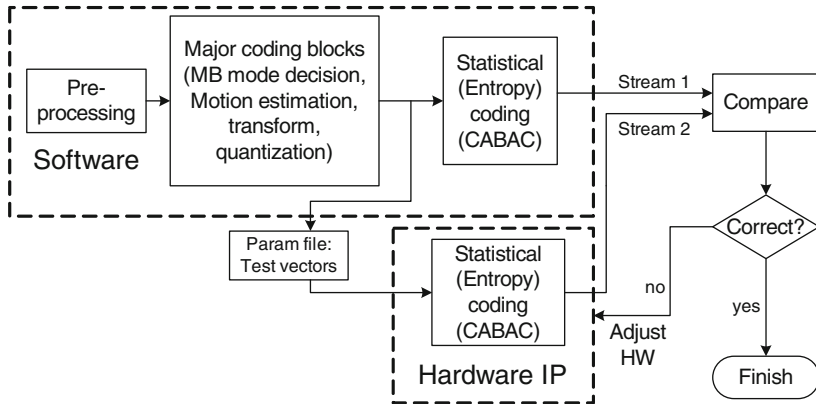 Pre-
processing
Major coding blocks
(MB mode decision,
Motion estimation,
transform,
quantization)
Statistical
(Entropy)
coding
(CABAC)
Software
Stream 1
Stream 2
Compare
Correct?
Param file:
Test vectors
Statistical
(Entropy)
coding
(CABAC)
Hardware IP
no
Adjust
HW
yes
Finish